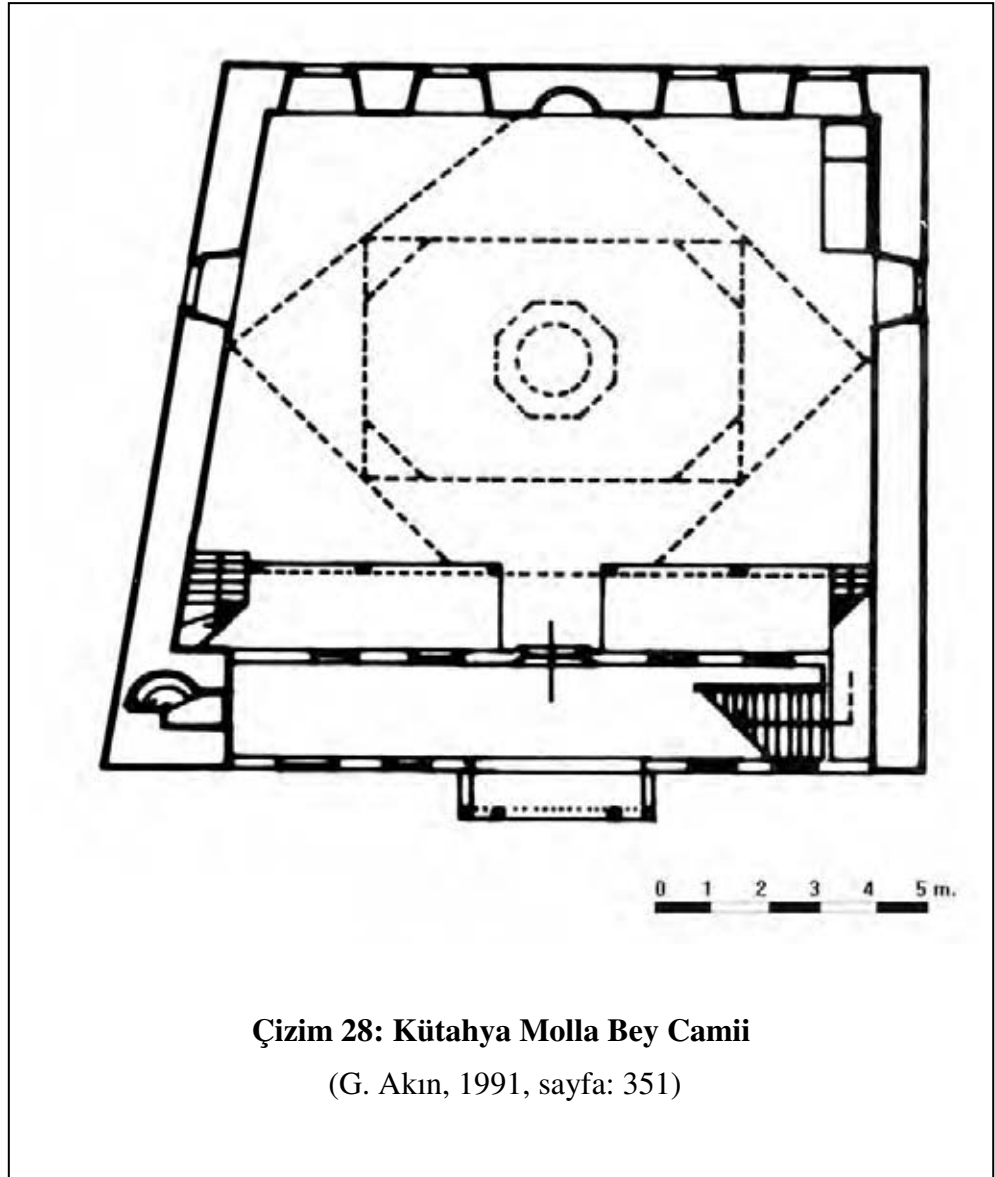 0 1 2 3 4 5 m.
Çizim 28: Kütahya Molla Bey Camii
(G. Akın, 1991, sayfa: 351)